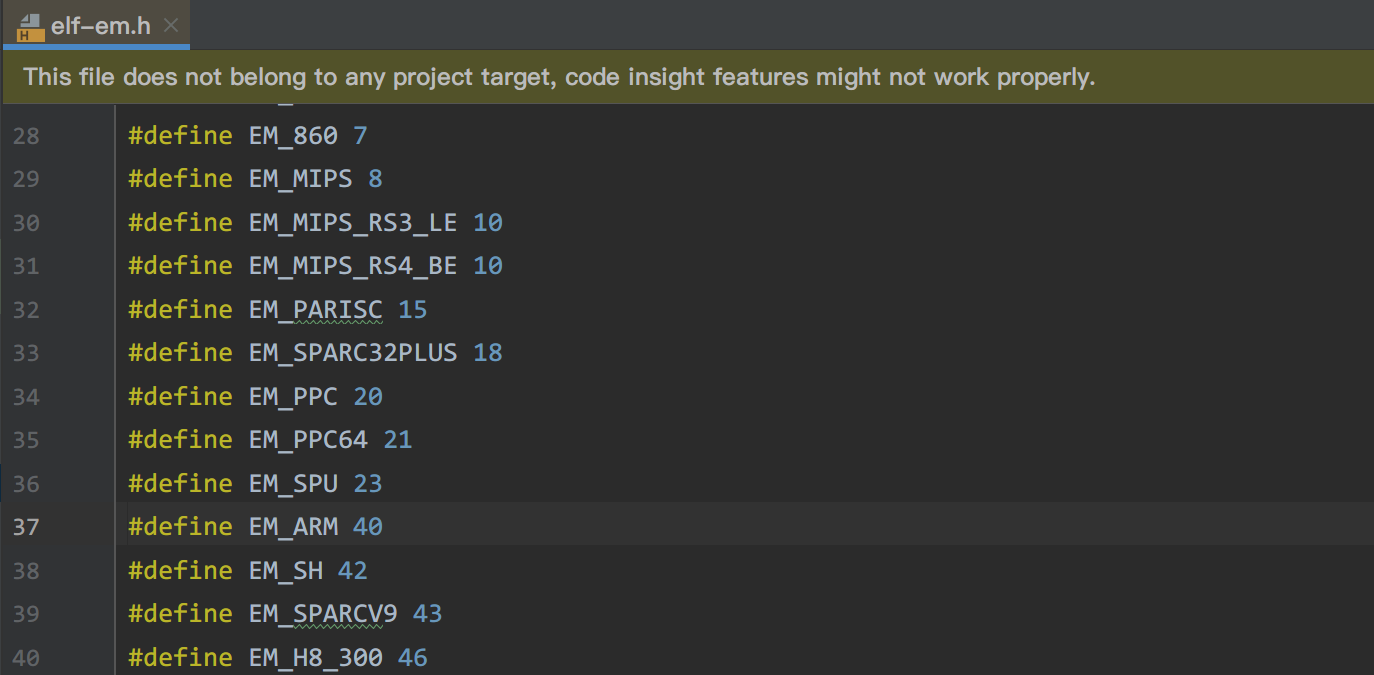 elf-em.h
This file does not belong to any project target, code insight features might not work properly.
28 #define EM_860 7
29 #define EM_MIPS 8
30 #define EM_MIPS_RS3_LE 10
31 #define EM_MIPS_RS4_BE 10
32 #define EM_PARISC 15
33 #define EM_SPARC32PLUS 18
34 #define EM_PPC 20
35 #define EM_PPC64 21
36 #define EM_SPU 23
37 #define EM_ARM 40
38 #define EM_SH 42
39 #define EM_SPARCV9 43
40 #define EM_H8_300 46